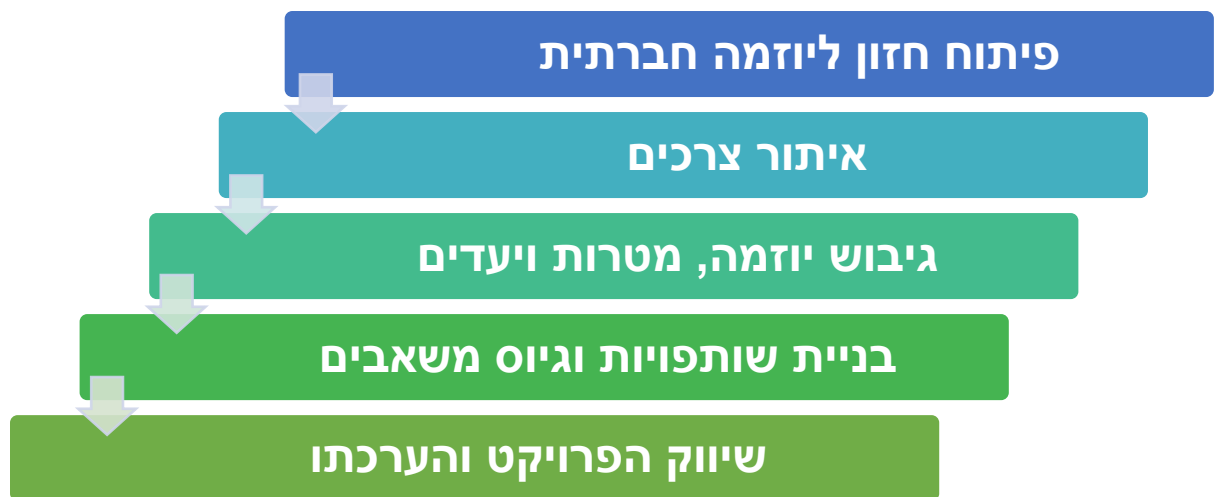 פיתוח חזון ליוזמה חברתית
איתור צרכים
גיבוש יוזמה, מטרות ויעדים
בניית שותפויות וגיוס משאבים
שיווק הפרויקט והערכתו